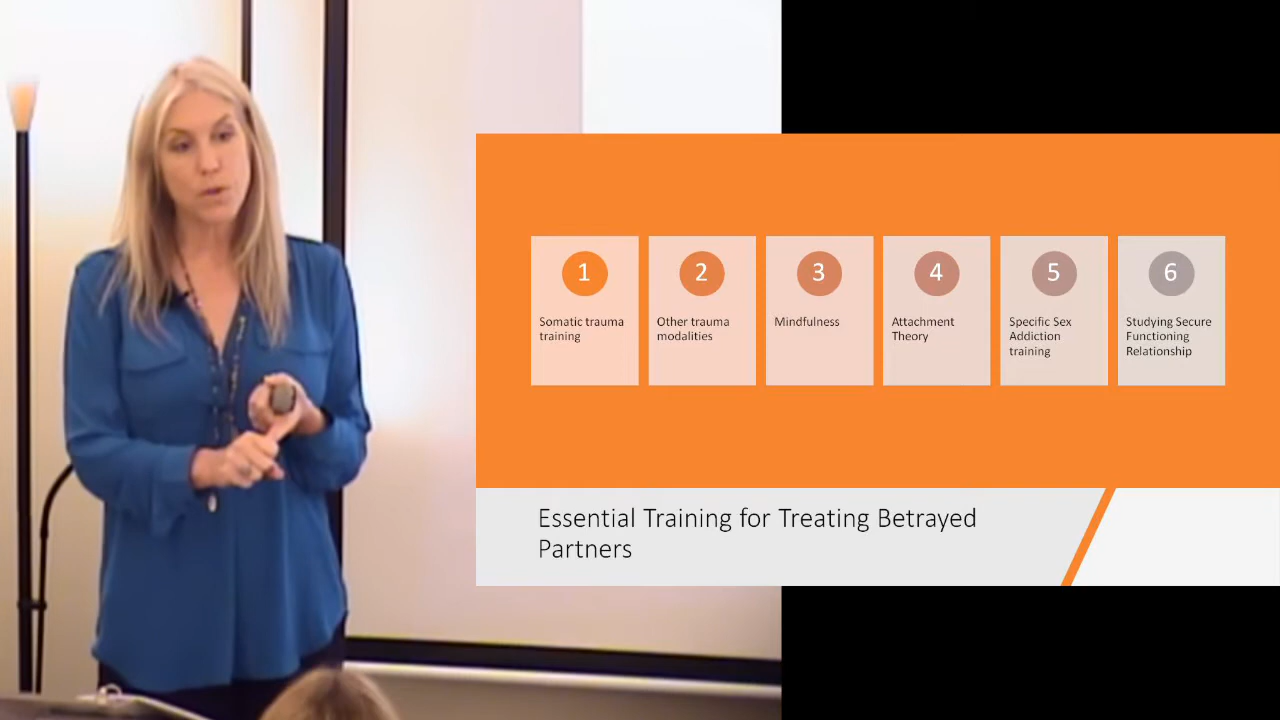 1
Somatic trauma
training
2
Other trauma
modalities
3
Mindfulness
4
Attachment
Theory
5
Specific Sex
Addiction
training
6
Studying Secure
Functioning
Relationship
Essential Training for Treating Betrayed
Partners